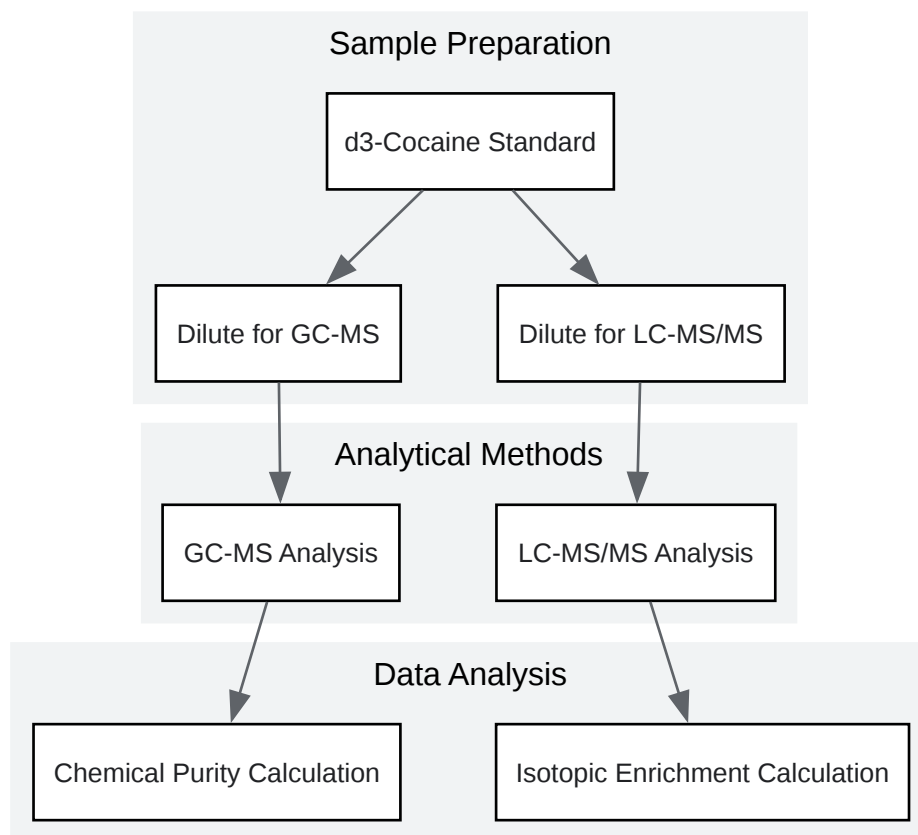 Sample Preparation
d3-Cocaine Standard
Dilute for GC-MS
Dilute for LC-MS/MS
Analytical Methods
GC-MS Analysis
LC-MS/MS Analysis
Data Analysis
Chemical Purity Calculation
Isotopic Enrichment Calculation